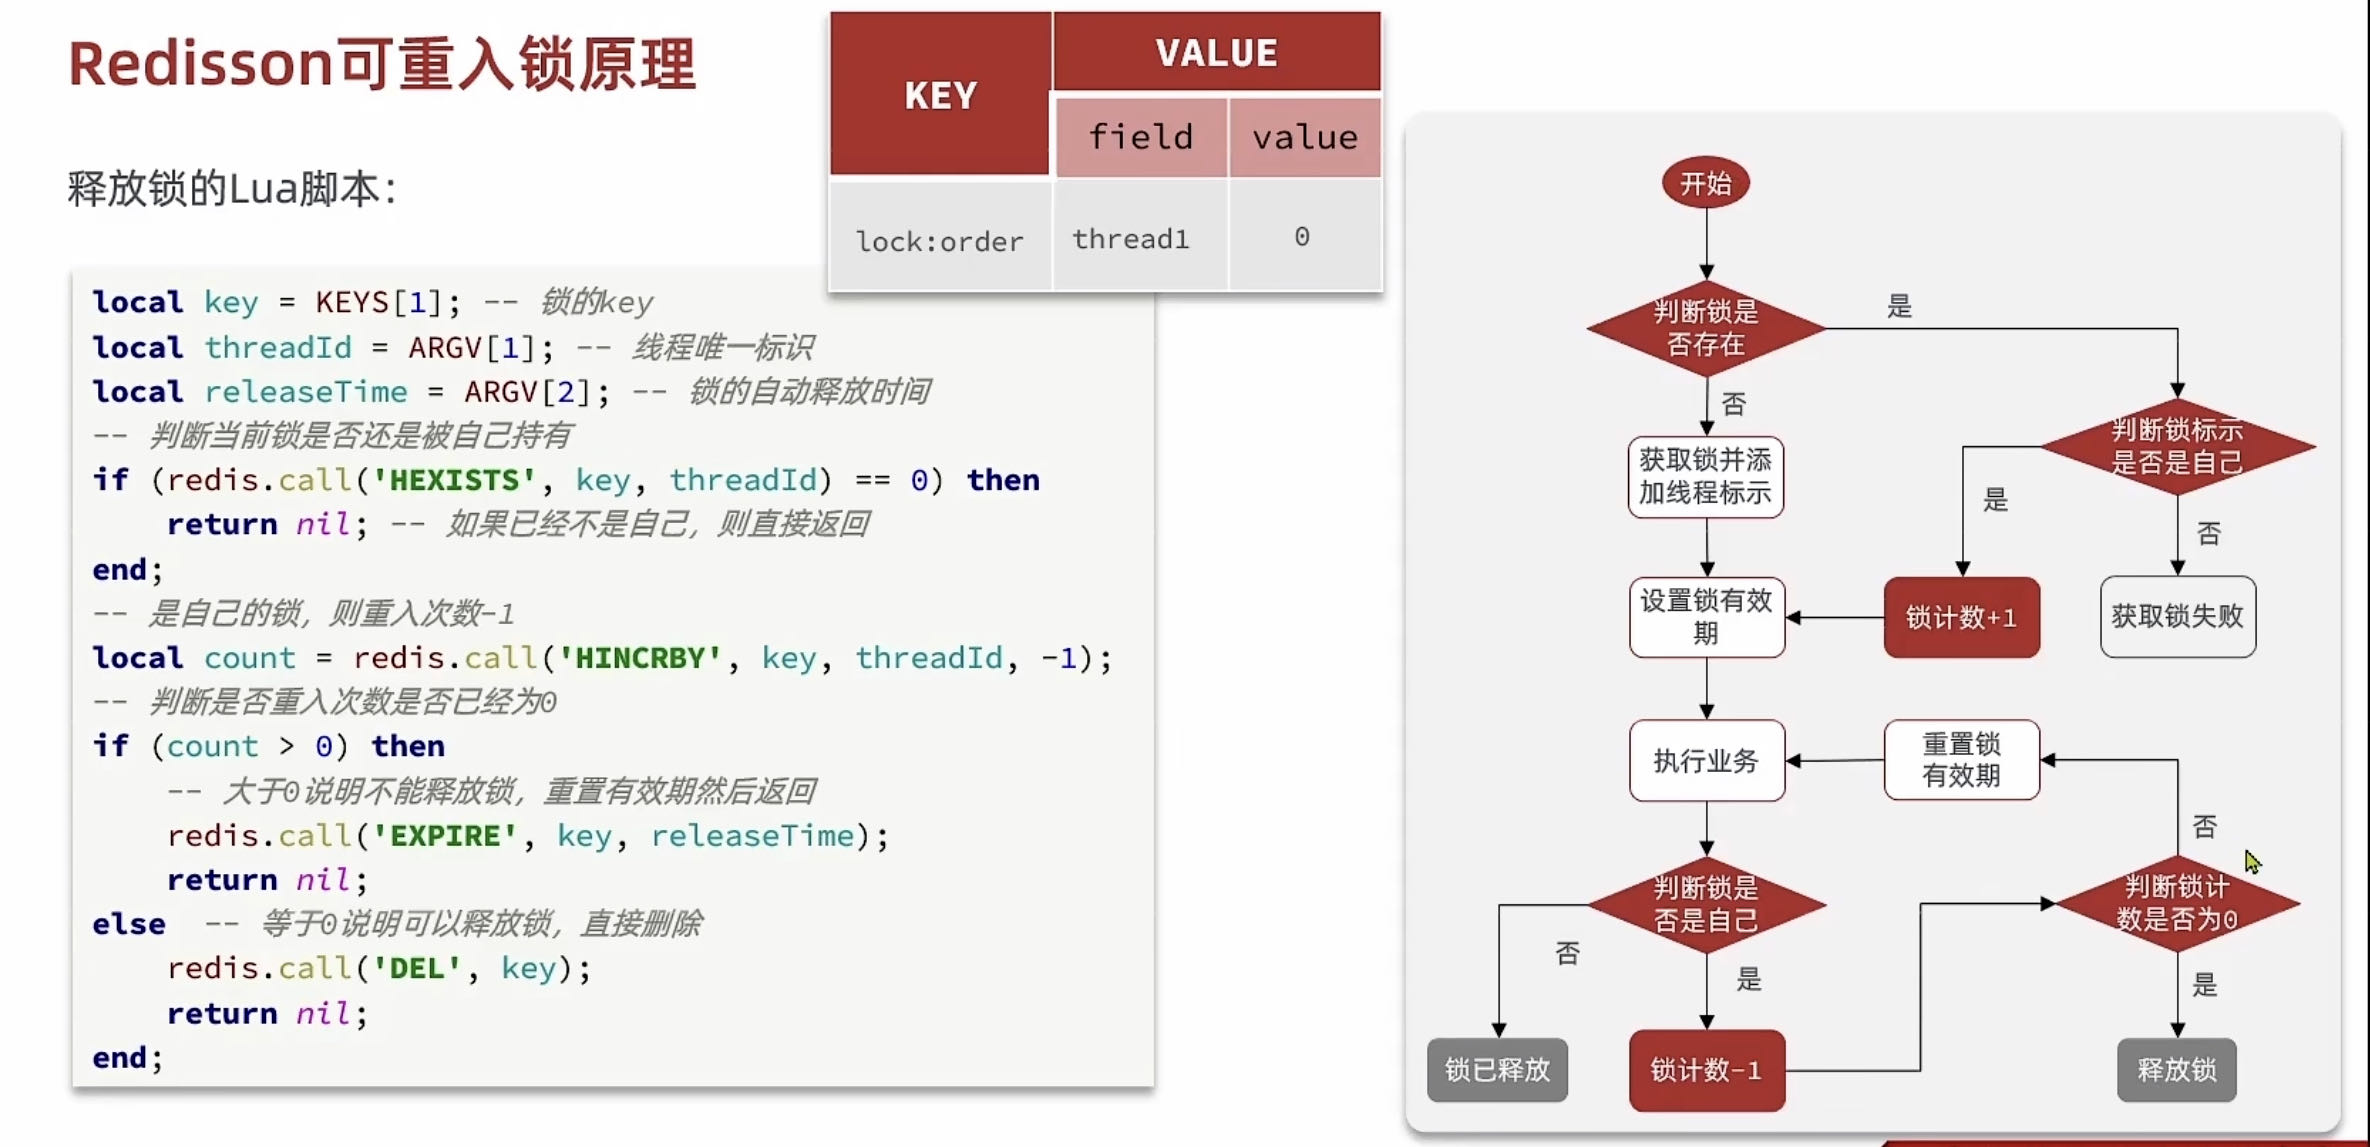 Redisson可重入锁原理
KEY
VALUE
field
value
lock:order
thread1
0
释放锁的Lua脚本：
local key = KEYS[1]; -- 锁的key
local threadId = ARGV[1]; -- 线程唯一标识
local releaseTime = ARGV[2]; -- 锁的自动释放时间
-- 判断当前锁是否还是被自己持有
if (redis.call('HEXISTS', key, threadId) == 0) then
    return nil; -- 如果已经不是自己，则直接返回
end;
-- 是自己的锁，则重入次数-1
local count = redis.call('HINCRBY', key, threadId, -1);
-- 判断是否重入次数是否已经为0
if (count > 0) then
    -- 大于0说明不能释放锁，重置有效期然后返回
    redis.call('EXPIRE', key, releaseTime);
    return nil;
else  -- 等于0说明可以释放锁，直接删除
    redis.call('DEL', key);
    return nil;
end;
开始
判断锁是
否存在
是
否
判断锁标示
是否是自己
获取锁并添
加线程标示
是
否
设置锁有效
期
锁计数+1
获取锁失败
执行业务
重置锁
有效期
否
判断锁是
否是自己
判断锁计
数是否为0
否
是
是
锁已释放
锁计数-1
释放锁